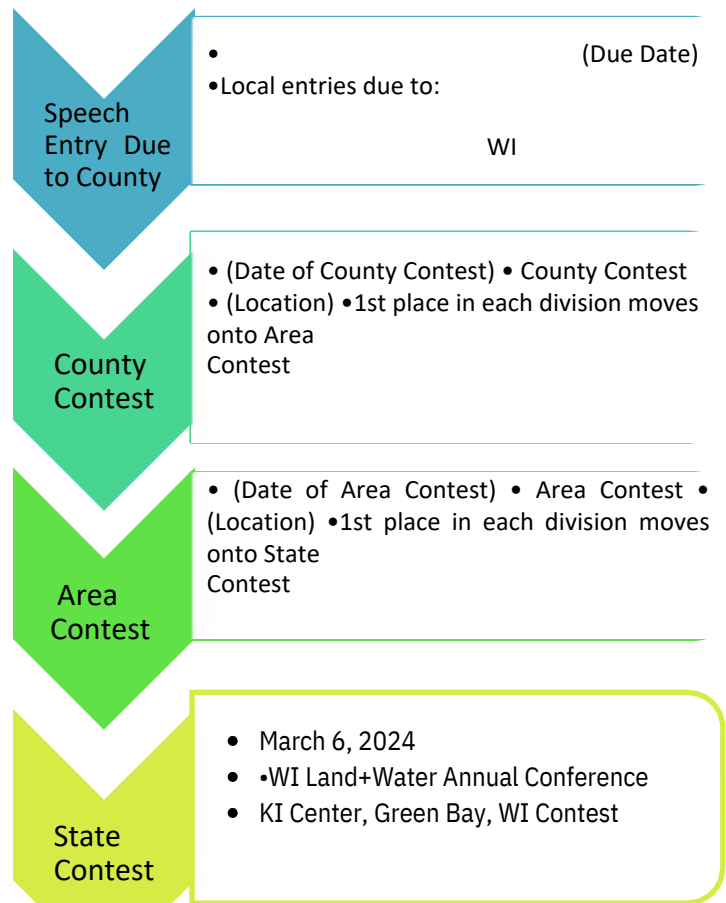 Speech
Entry Due
to County
• (Due Date)
•Local entries due to:
WI
County
Contest
• (Date of County Contest) • County Contest
• (Location) •1st place in each division moves
onto Area
Contest
Area
Contest
• (Date of Area Contest) • Area Contest •
(Location) •1st place in each division moves
onto State
Contest
State
Contest
• March 6, 2024
• •WI Land+Water Annual Conference
• KI Center, Green Bay, WI Contest